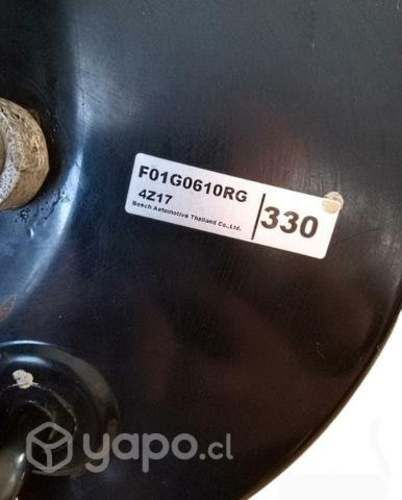 F01G0610RG
4Z17
Bosch Automotive Thailand Co.,Ltd.
330
yapo.cl